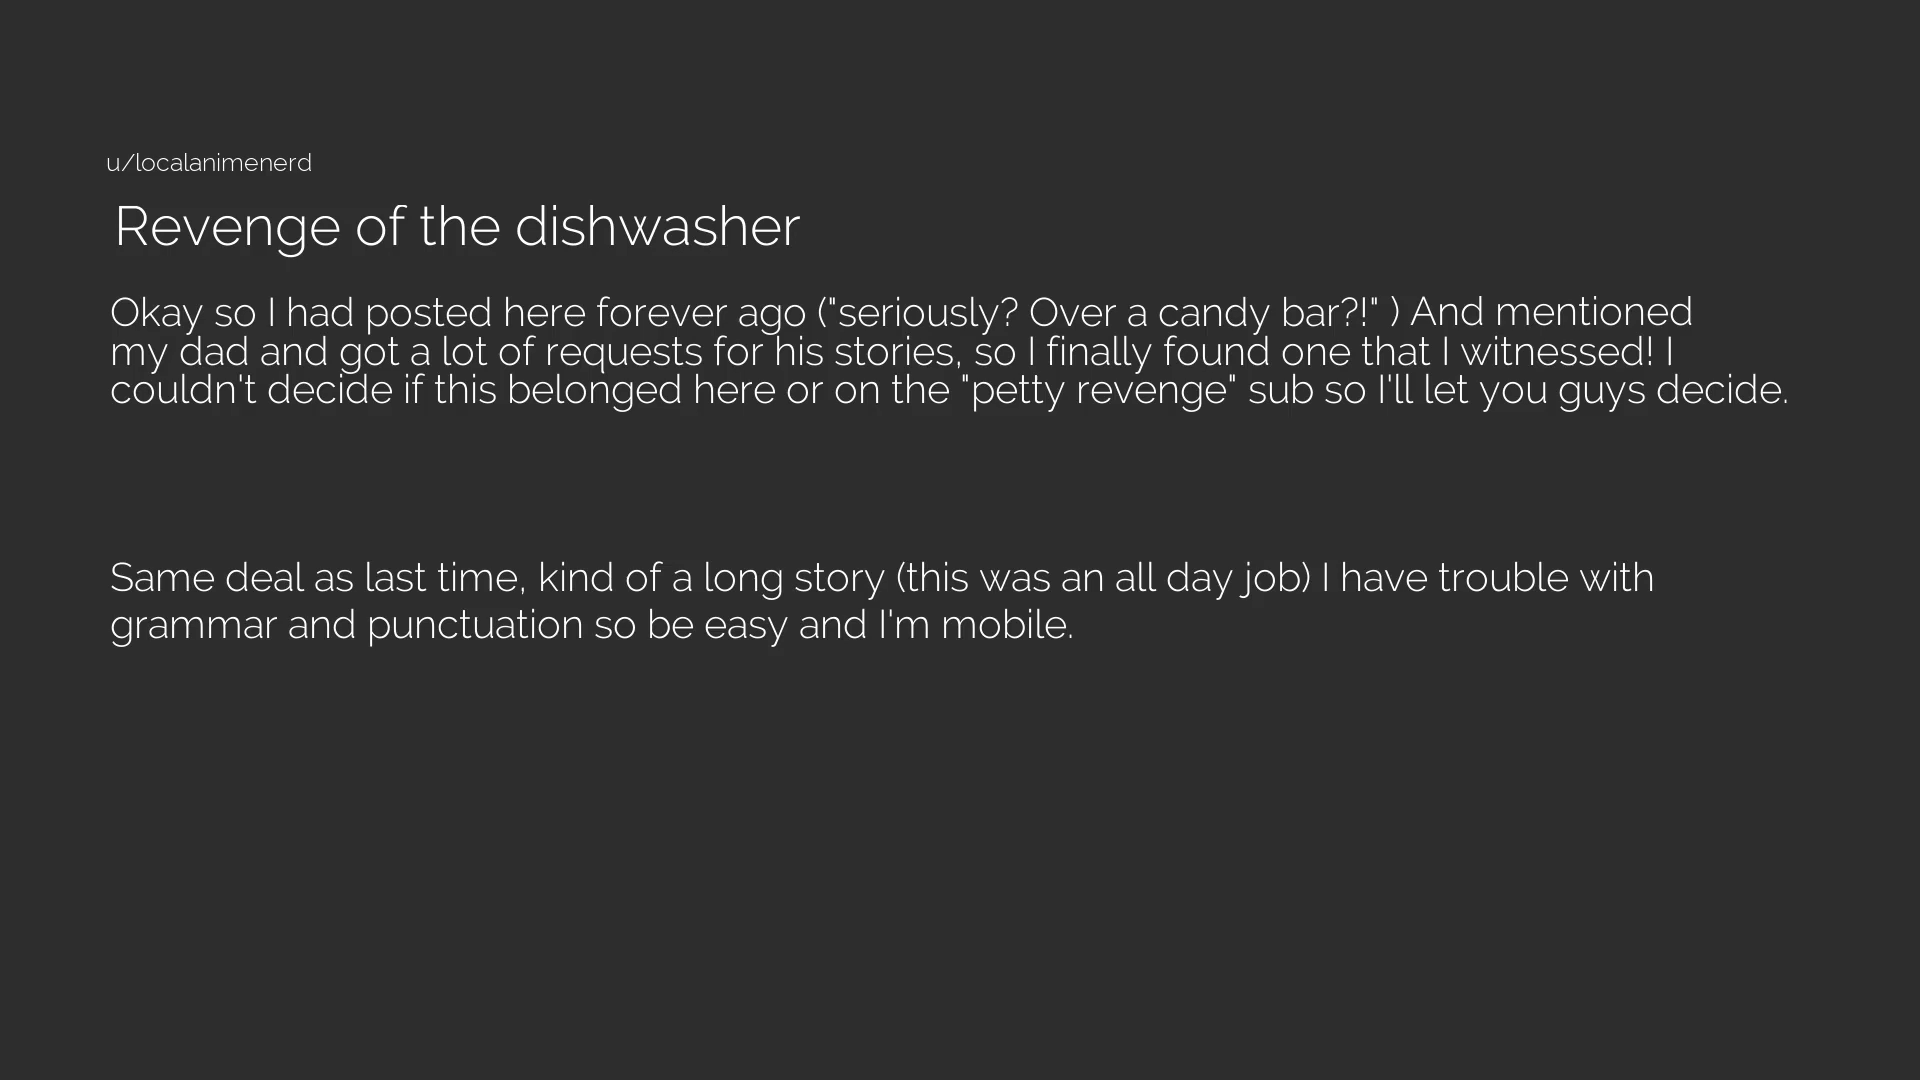 u/localanimenerd
Revenge of the dishwasher
Okay so I had posted here forever ago ("seriously? Over a candy bar?!" ) And mentioned
my dad and got a lot of requests for his stories, so I finally found one that I witnessed! I
couldn't decide if this belonged here or on the "petty revenge" sub so I'll let you guys decide.
Same deal as last time, kind of a long story (this was an all day job) I have trouble with
grammar and punctuation so be easy and I'm mobile.